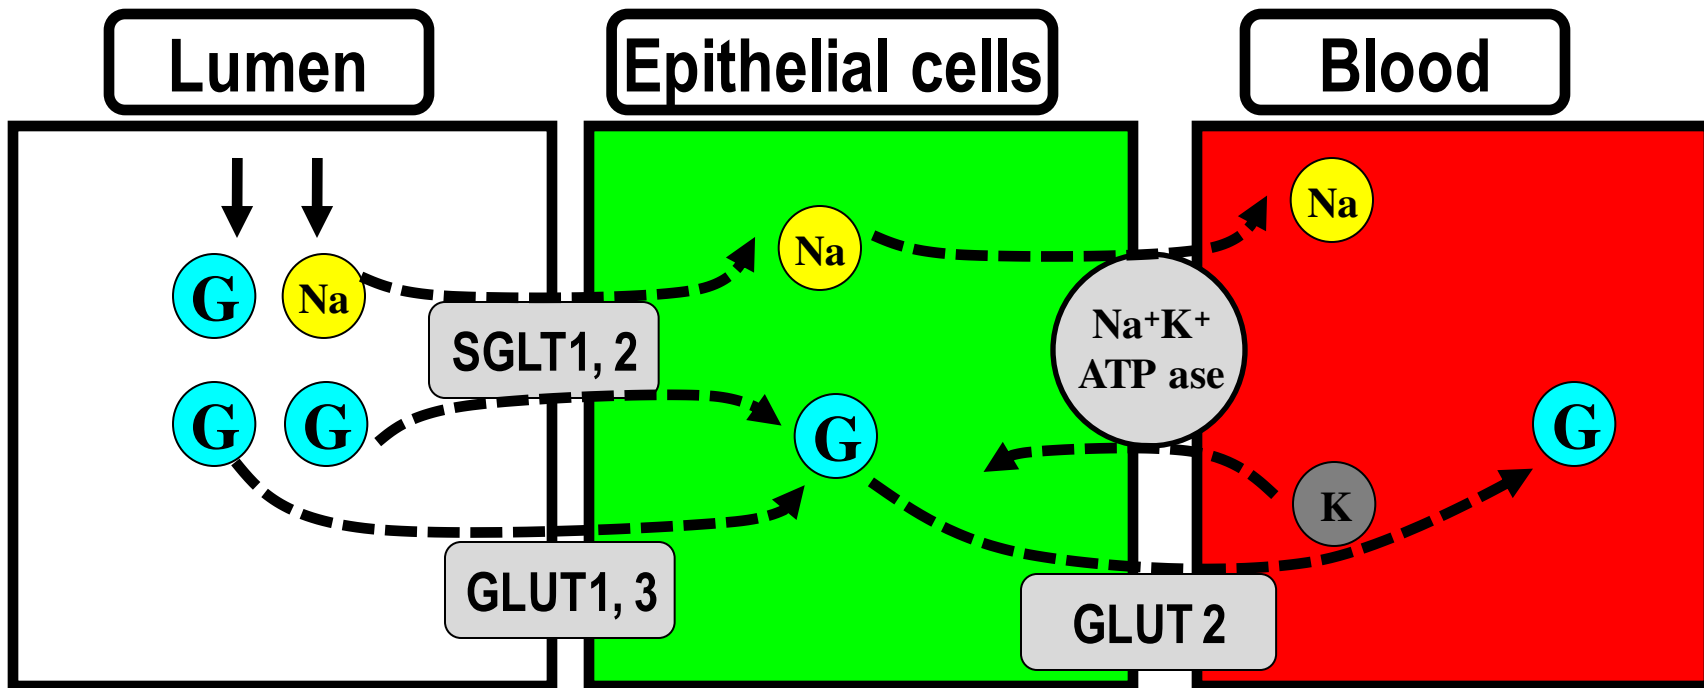 Lumen
Epithelial cells
Blood
Na
Na
G
Na
Na⁺K⁺
ATP ase
SGLT1, 2
G
G
G
G
K
GLUT1, 3
GLUT 2